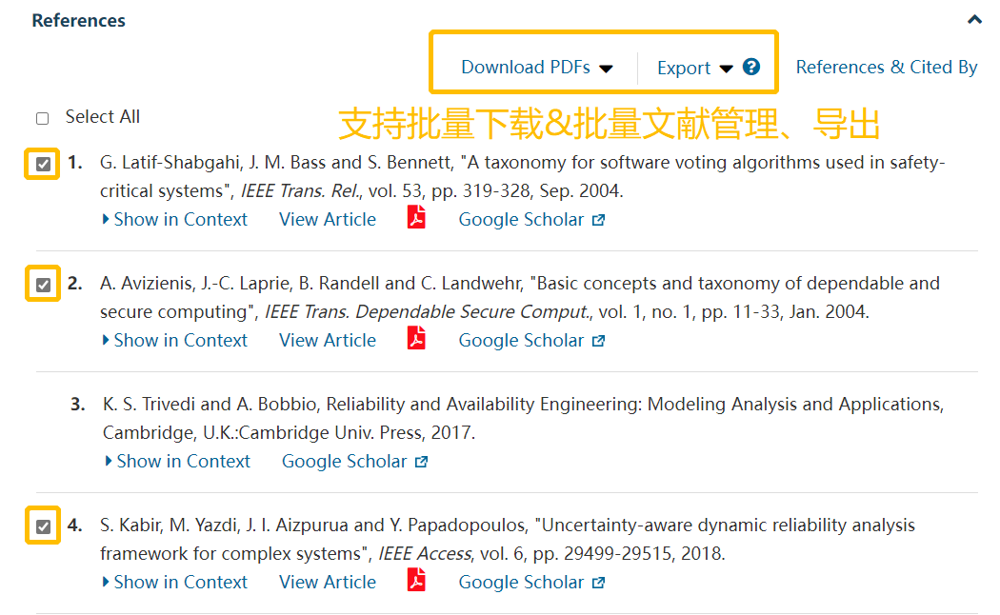 References
Download PDFs Export ? References & Cited By
Select All
支持批量下载&批量文献管理、导出
1. G. Latif-Shabgahi, J. M. Bass and S. Bennett, "A taxonomy for software voting algorithms used in safety-
critical systems", IEEE Trans. Rel., vol. 53, pp. 319-328, Sep. 2004.
Show in Context View Article Google Scholar
2. A. Avizienis, J.-C. Laprie, B. Randell and C. Landwehr, "Basic concepts and taxonomy of dependable and
secure computing", IEEE Trans. Dependable Secure Comput., vol. 1, no. 1, pp. 11-33, Jan. 2004.
Show in Context View Article Google Scholar
3. K. S. Trivedi and A. Bobbio, Reliability and Availability Engineering: Modeling Analysis and Applications,
Cambridge, U.K.:Cambridge Univ. Press, 2017.
Show in Context Google Scholar
4. S. Kabir, M. Yazdi, J. I. Aizpurua and Y. Papadopoulos, "Uncertainty-aware dynamic reliability analysis
framework for complex systems", IEEE Access, vol. 6, pp. 29499-29515, 2018.
Show in Context View Article Google Scholar